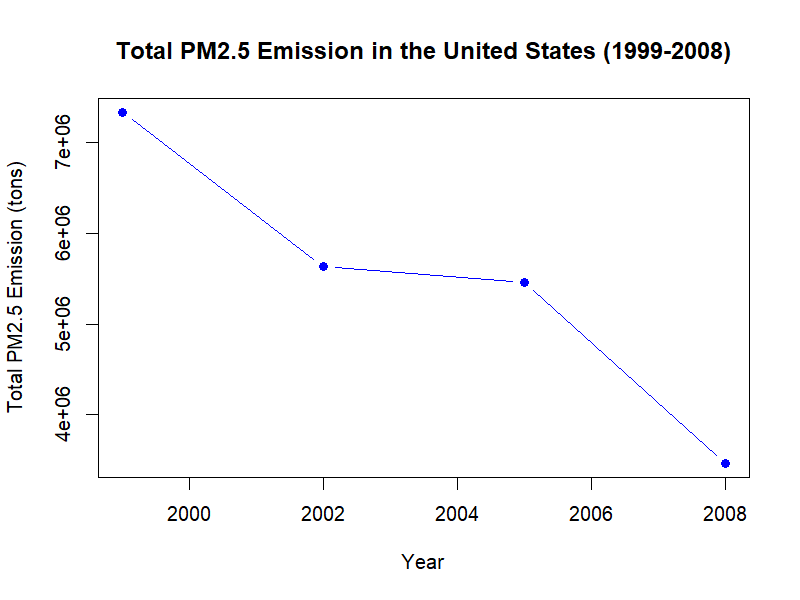 Total PM2.5 Emission in the United States (1999-2008)
Total PM2.5 Emission (tons)
7e+06
6e+06
5e+06
4e+06
2000 2002 2004 2006 2008
Year